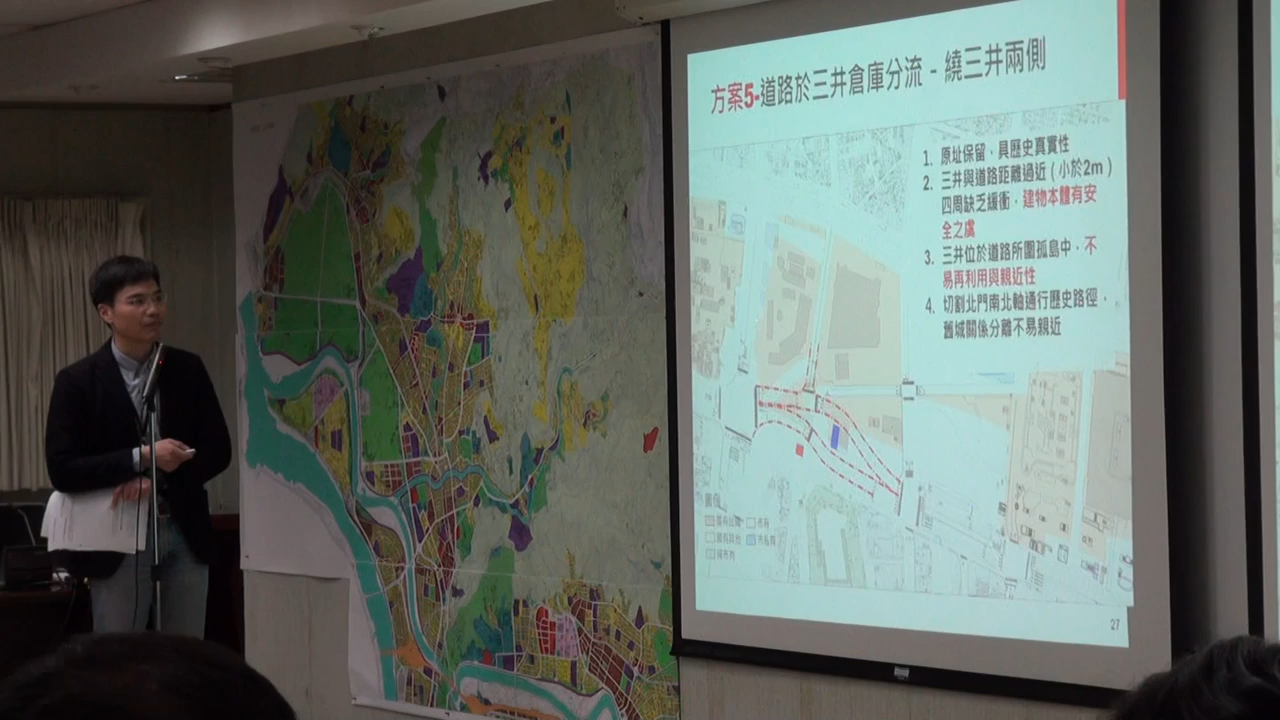 方案5-道路於三井倉庫分流 - 繞三井兩側
1. 原址保留，具歷史真實性
2. 三井與道路距離過近（小於2m）
四周缺乏緩衝，建物本體有安
全之虞
3. 三井位於道路所圍孤島中，不
易再利用與親近性
4. 切割北門南北軸通行歷史路徑，
舊城關係分離不易親近
圖例
27